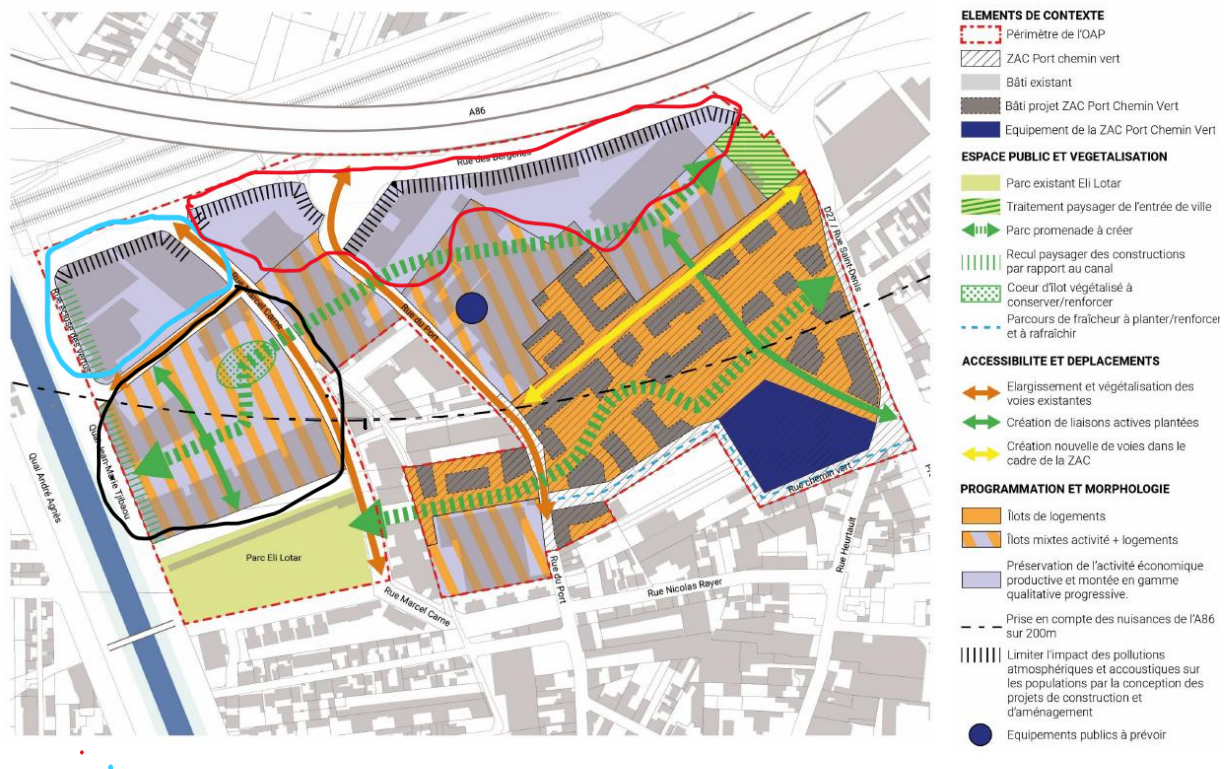 A86
Rue des Bergeries
D27 / Rue Saint-Denis
Rue écluse des vertus
Rue Marcel Carne
Rue du Port
Quai Jean-Marie Tjibaou
Quai André Agnès
Parc Eli Lotar
Rue chemin vert
Rue Heurtault
Rue du Port
Rue Nicolas Rayer
Rue Marcel Carne
ELEMENTS DE CONTEXTE
Périmètre de l'OAP
ZAC Port chemin vert
Bâti existant
Bâti projet ZAC Port Chemin Vert
Equipement de la ZAC Port Chemin Vert
ESPACE PUBLIC ET VEGETALISATION
Parc existant Eli Lotar
Traitement paysager de l'entrée de ville
Parc promenade à créer
Recul paysager des constructions
par rapport au canal
Coeur d'îlot végétalisé à
conserver/renforcer
Parcours de fraîcheur à planter/renforcer
et à rafraîchir
ACCESSIBILITE ET DEPLACEMENTS
Elargissement et végétalisation des
voies existantes
Création de liaisons actives plantées
Création nouvelle de voies dans le
cadre de la ZAC
PROGRAMMATION ET MORPHOLOGIE
Îlots de logements
Îlots mixtes activité + logements
Préservation de l'activité économique
productive et montée en gamme
qualitative progressive.
Prise en compte des nuisances de l'A86
sur 200m
Limiter l'impact des pollutions
atmosphériques et accoustiques sur
les populations par la conception des
projets de construction et
d'aménagement
Equipements publics à prévoir